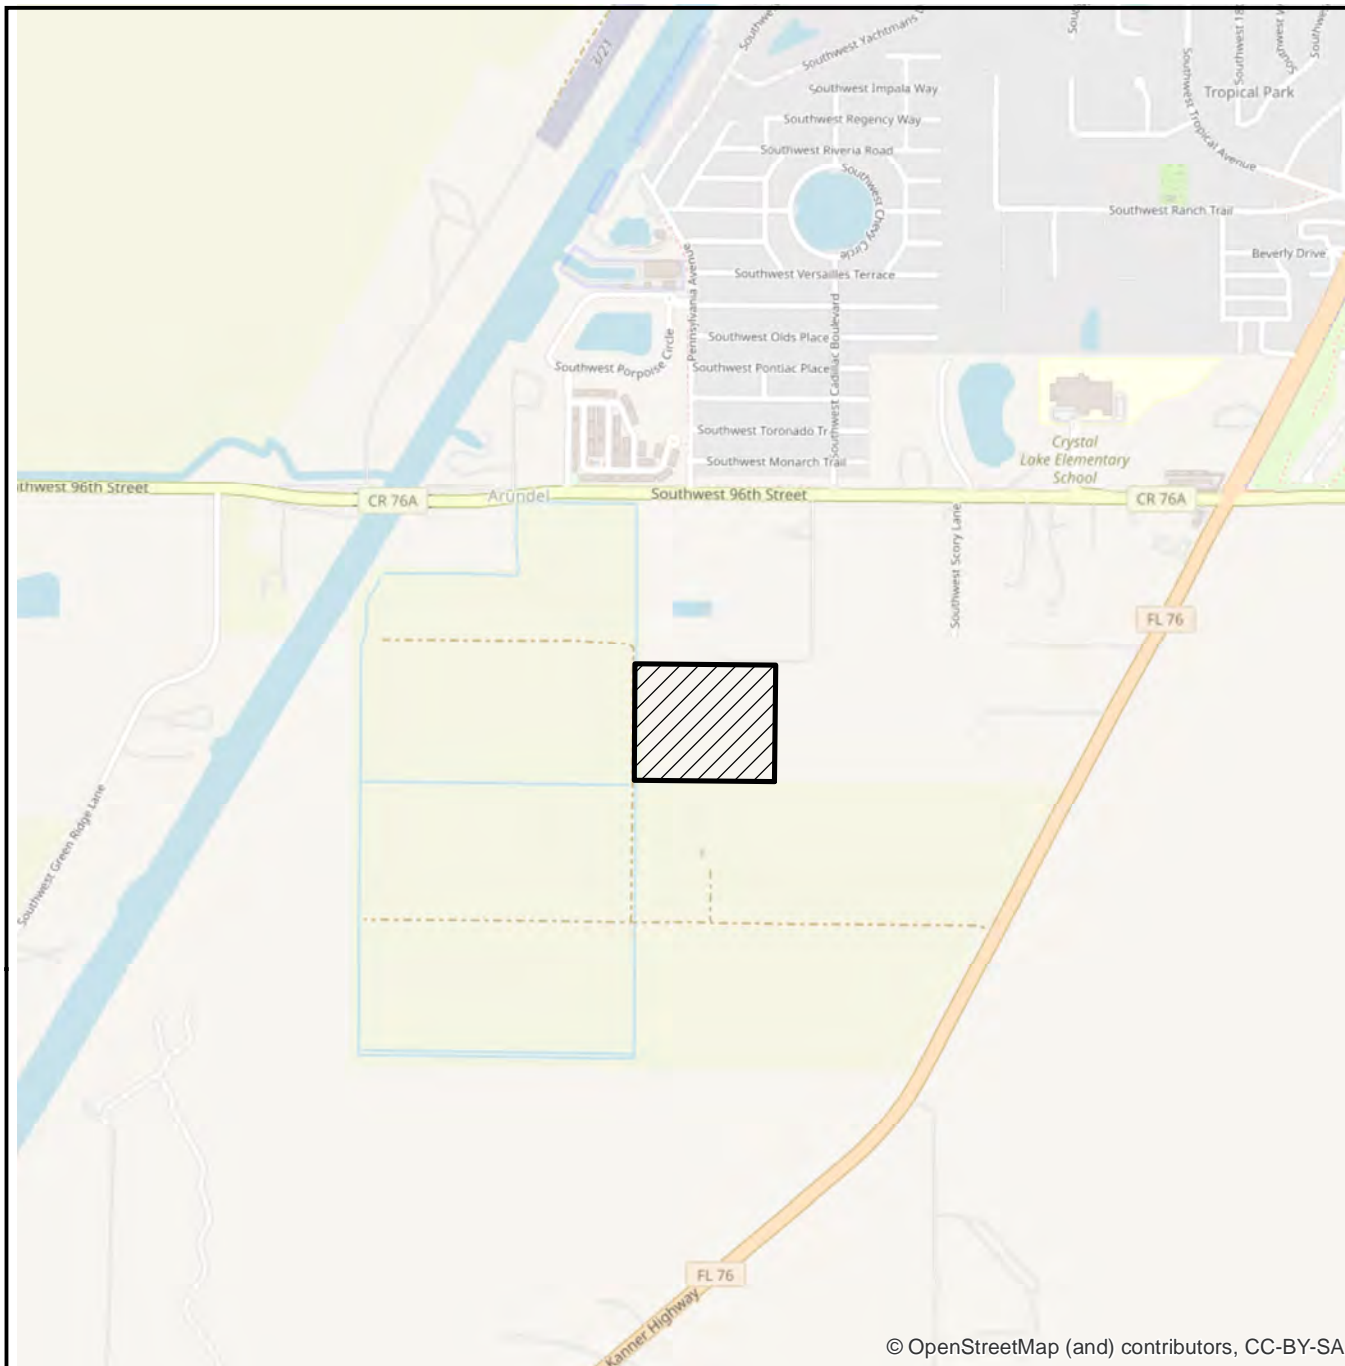 3/21
Southwest Yachtmans
Southwest Impala Way
Tropical Park
Southwest Tropical Avenue
Southwest Regency Way
Southwest Riveria Road
Southwest Chevy Circle
Southwest Ranch Trail
Beverly Drive
Southwest Versailles Terrace
Pennsylvania Avenue
Southwest Cadillac Boulevard
Southwest Olds Place
Southwest Porpoise Circle
Southwest Pontiac Place
Southwest Toronado Tr
Southwest Monarch Trail
Crystal
Lake Elementary
School
thwest 96th Street
CR 76A
Arundel
Southwest 96th Street
CR 76A
Southwest Scory Lane
FL 76
Southwest Green Ridge Lane
FL 76
Kanner Highway
© OpenStreetMap (and) contributors, CC-BY-SA